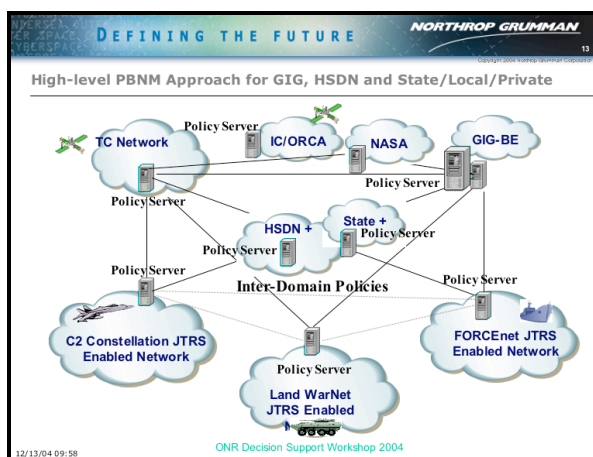 DEFINING THE FUTURE
NORTHROP GRUMMAN
13
Copyright 2004 Northrop Grumman Corporation
High-level PBNM Approach for GIG, HSDN and State/Local/Private
Policy Server
TC Network
IC/ORCA
NASA
GIG-BE
Policy Server
Policy Server
State +
HSDN +
Policy Server
Policy Server
Policy Server
Inter-Domain Policies
Policy Server
C2 Constellation JTRS
Enabled Network
FORCEnet JTRS
Enabled Network
Policy Server
Land WarNet
JTRS Enabled
ONR Decision Support Workshop 2004
12/13/04 09:58